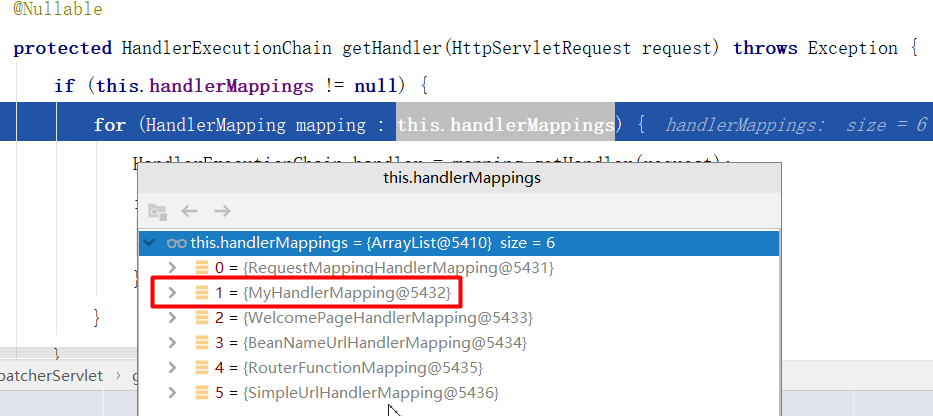 @Nullable
protected HandlerExecutionChain getHandler(HttpServletRequest request) throws Exception {
if (this.handlerMappings != null) {
for (HandlerMapping mapping : this.handlerMappings) { handlerMappings: size = 6
HandlerExecutionChain handler = mapping.getHandler(request);
this.handlerMappings
this.handlerMappings = {ArrayList@5410} size = 6
0 = {RequestMappingHandlerMapping@5431}
1 = {MyHandlerMapping@5432}
2 = {WelcomePageHandlerMapping@5433}
}
3 = {BeanNameUrlHandlerMapping@5434}
}
4 = {RouterFunctionMapping@5435}
}
patcherServlet › g
5 = {SimpleUrlHandlerMapping@5436}